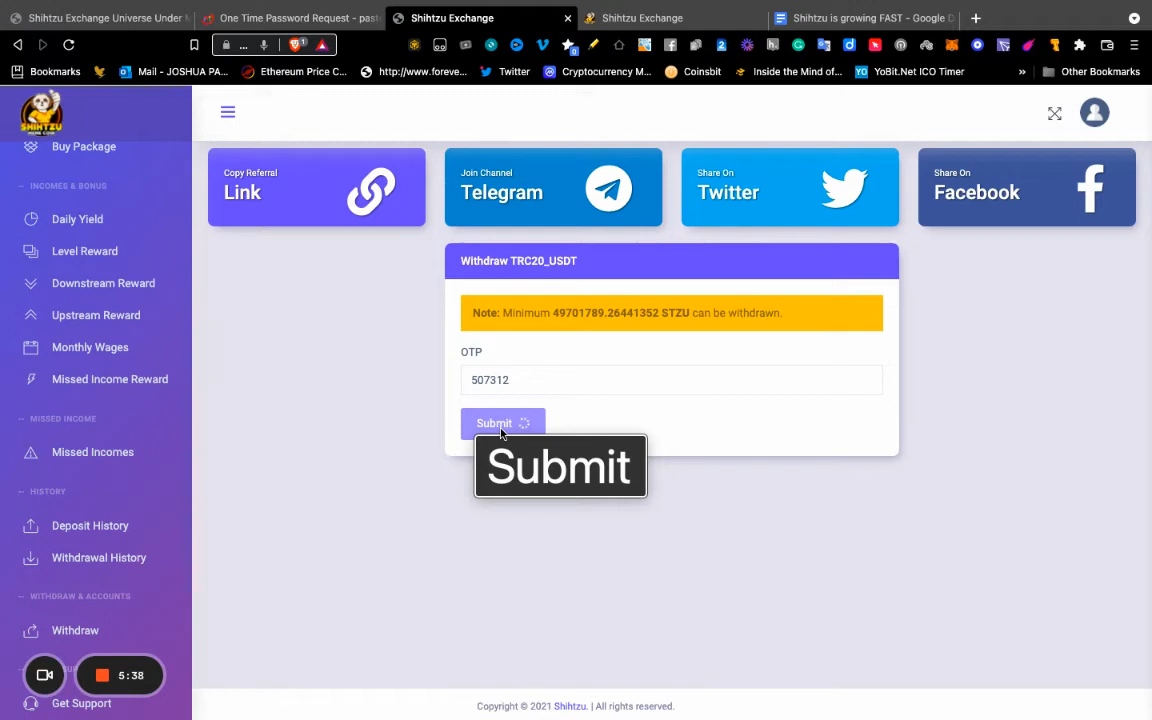 Shihtzu Exchange Universe Under M
One Time Password Request - past
Shihtzu Exchange
Shihtzu Exchange
Shihtzu is growing FAST - Google D
...
Bookmarks
Mail - JOSHUA PA...
Ethereum Price C...
http://www.foreve...
Twitter
Cryptocurrency M...
Coinsbit
Inside the Mind of...
YO YoBit.Net ICO Timer
»
Other Bookmarks
SHIHTZU
Buy Package
INCOMES & BONUS
Daily Yield
Level Reward
Downstream Reward
Upstream Reward
Monthly Wages
Missed Income Reward
MISSED INCOME
Missed Incomes
HISTORY
Deposit History
Withdrawal History
WITHDRAW & ACCOUNTS
Withdraw
5:38
Get Support
Copy Referral
Link
Join Channel
Telegram
Share On
Twitter
Share On
Facebook
Withdraw TRC20_USDT
Note: Minimum 49701789.26441352 STZU can be withdrawn.
OTP
507312
Submit
Submit
Copyright © 2021 Shihtzu. | All rights reserved.